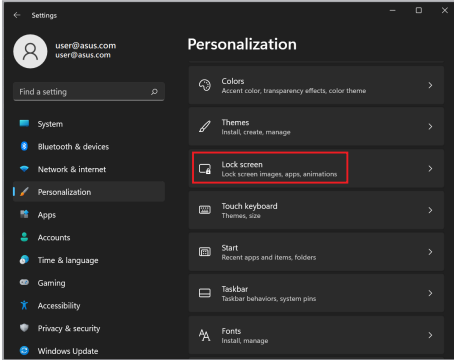 Settings
user@asus.com
user@asus.com
Find a setting
System
Bluetooth & devices
Network & internet
Personalization
Apps
Accounts
Time & language
Gaming
Accessibility
Privacy & security
Windows Update
Personalization
Colors
Accent color, transparency effects, color theme
Themes
Install, create, manage
Lock screen
Lock screen images, apps, animations
Touch keyboard
Themes, size
Start
Recent apps and items, folders
Taskbar
Taskbar behaviors, system pins
Fonts
Install, manage